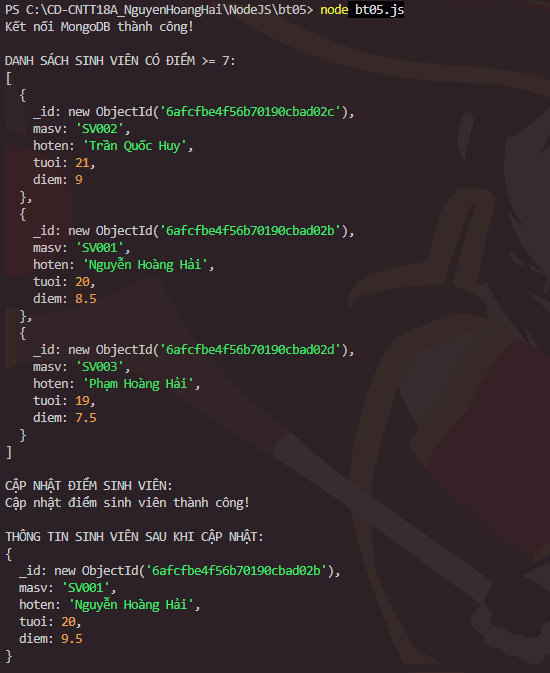 PS C:\CD-CNTT18A_NguyenHoangHai\NodeJS\bt05> node bt05.js
Kết nối MongoDB thành công!
DANH SÁCH SINH VIÊN CÓ ĐIỂM >= 7:
[
  {
    _id: new ObjectId('6afcfbe4f56b70190cbad02c'),
    masv: 'SV002',
    hoten: 'Trần Quốc Huy',
    tuoi: 21,
    diem: 9
  },
  {
    _id: new ObjectId('6afcfbe4f56b70190cbad02b'),
    masv: 'SV001',
    hoten: 'Nguyễn Hoàng Hải',
    tuoi: 20,
    diem: 8.5
  },
  {
    _id: new ObjectId('6afcfbe4f56b70190cbad02d'),
    masv: 'SV003',
    hoten: 'Phạm Hoàng Hải',
    tuoi: 19,
    diem: 7.5
  }
]
CẬP NHẬT ĐIỂM SINH VIÊN:
Cập nhật điểm sinh viên thành công!
THÔNG TIN SINH VIÊN SAU KHI CẬP NHẬT:
{
  _id: new ObjectId('6afcfbe4f56b70190cbad02b'),
  masv: 'SV001',
  hoten: 'Nguyễn Hoàng Hải',
  tuoi: 20,
  diem: 9.5
}